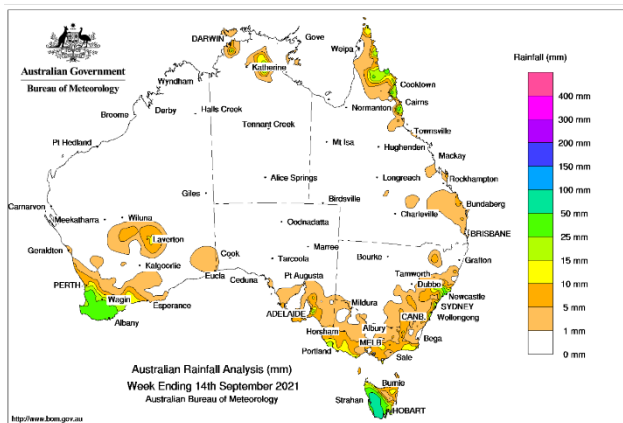 Australian Government
Bureau of Meteorology
DARWIN
Gove
Weipa
Katherine
Wyndham
Cooktown
Cairns
Broome
Derby
Halls Creek
Normanton
Tennant Creek
Townsville
Pt Hedland
Mt Isa
Hughenden
Mackay
Longreach
Rockhampton
Alice Springs
Giles
Birdsville
Carnarvon
Meekatharra
Wiluna
Charleville
Bundaberg
Oodnadatta
BRISBANE
Laverton
Geraldton
Cook
Marree
Bourke
Grafton
Kalgoorlie
Tarcoola
Eucla
Ceduna
Pt Augusta
Tamworth
PERTH
Dubbo
Wagin
Esperance
Mildura
Newcastle
SYDNEY
ADELAIDE
CANB.
Wollongong
Albany
Horsham
Albury
Bega
Portland
MELB
Sale
Burnie
Strahan
HOBART
Rainfall (mm)
400 mm
300 mm
200 mm
150 mm
100 mm
50 mm
25 mm
15 mm
10 mm
5 mm
1 mm
0 mm
Australian Rainfall Analysis (mm)
Week Ending 14th September 2021
Australian Bureau of Meteorology
http://www.bom.gov.au